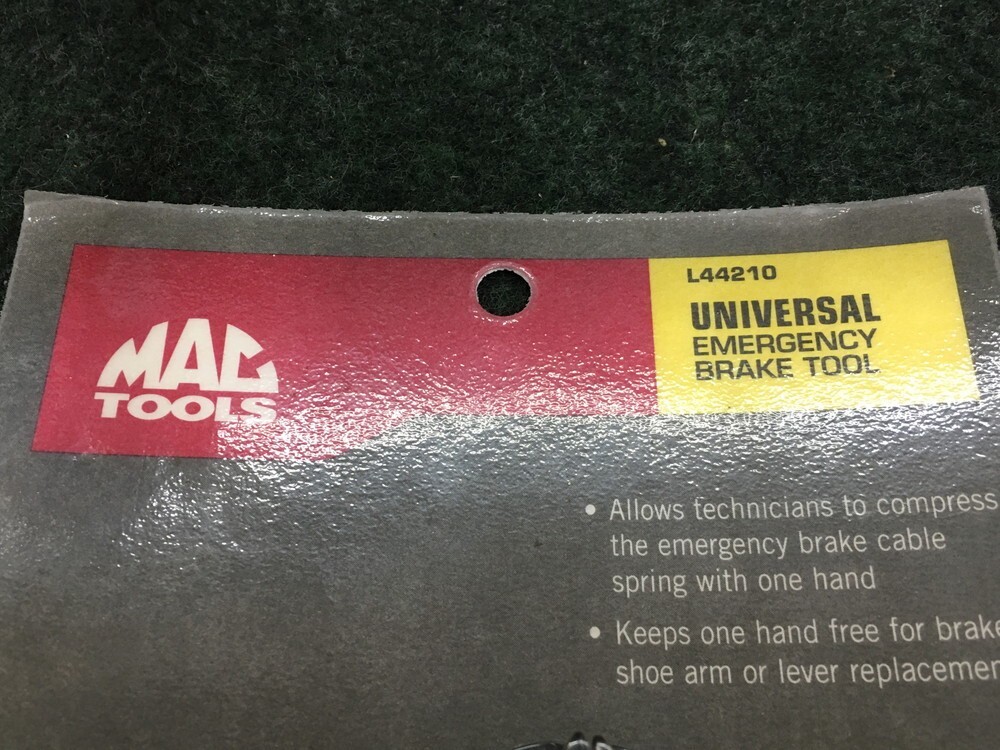 MAC
TOOLS
L44210
UNIVERSAL
EMERGENCY
BRAKE TOOL
• Allows technicians to compress
the emergency brake cable
spring with one hand
• Keeps one hand free for brake
shoe arm or lever replacemen